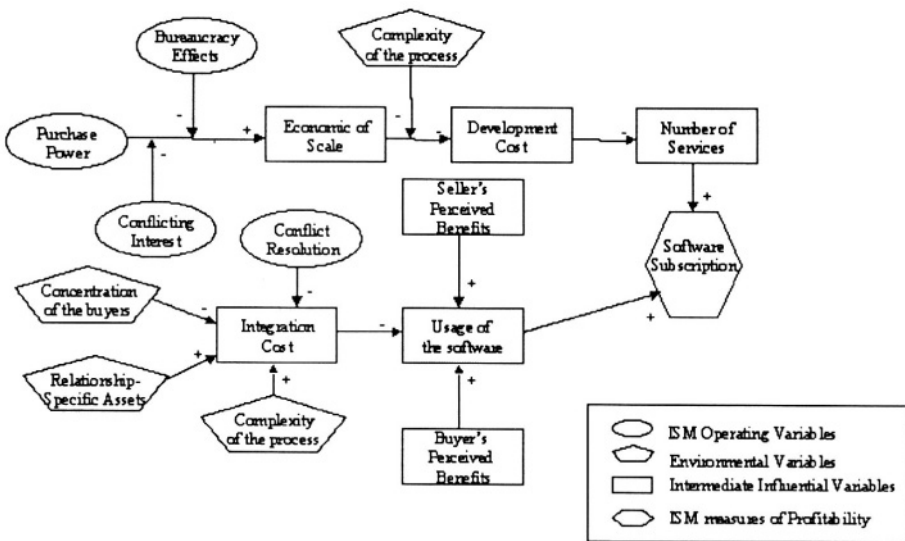 Bureaucracy
Effects
Complexity
of the process
-
-
Purchase
Power
-
+
Economic of
Scale
-
Development
Cost
-
Number of
Services
+
Conflicting
Interest
Conflict
Resolution
-
Seller's
Perceived
Benefits
+
Software
Subscription
+
Concentration
of the buyers
-
Integration
Cost
-
Usage of
the software
+
Relationship-
Specific Assets
+
Complexity
of the process
+
Buyer's
Perceived
Benefits
ISM Operating Variables
Environmental Variables
Intermediate Influential Variables
ISM measures of Profitability